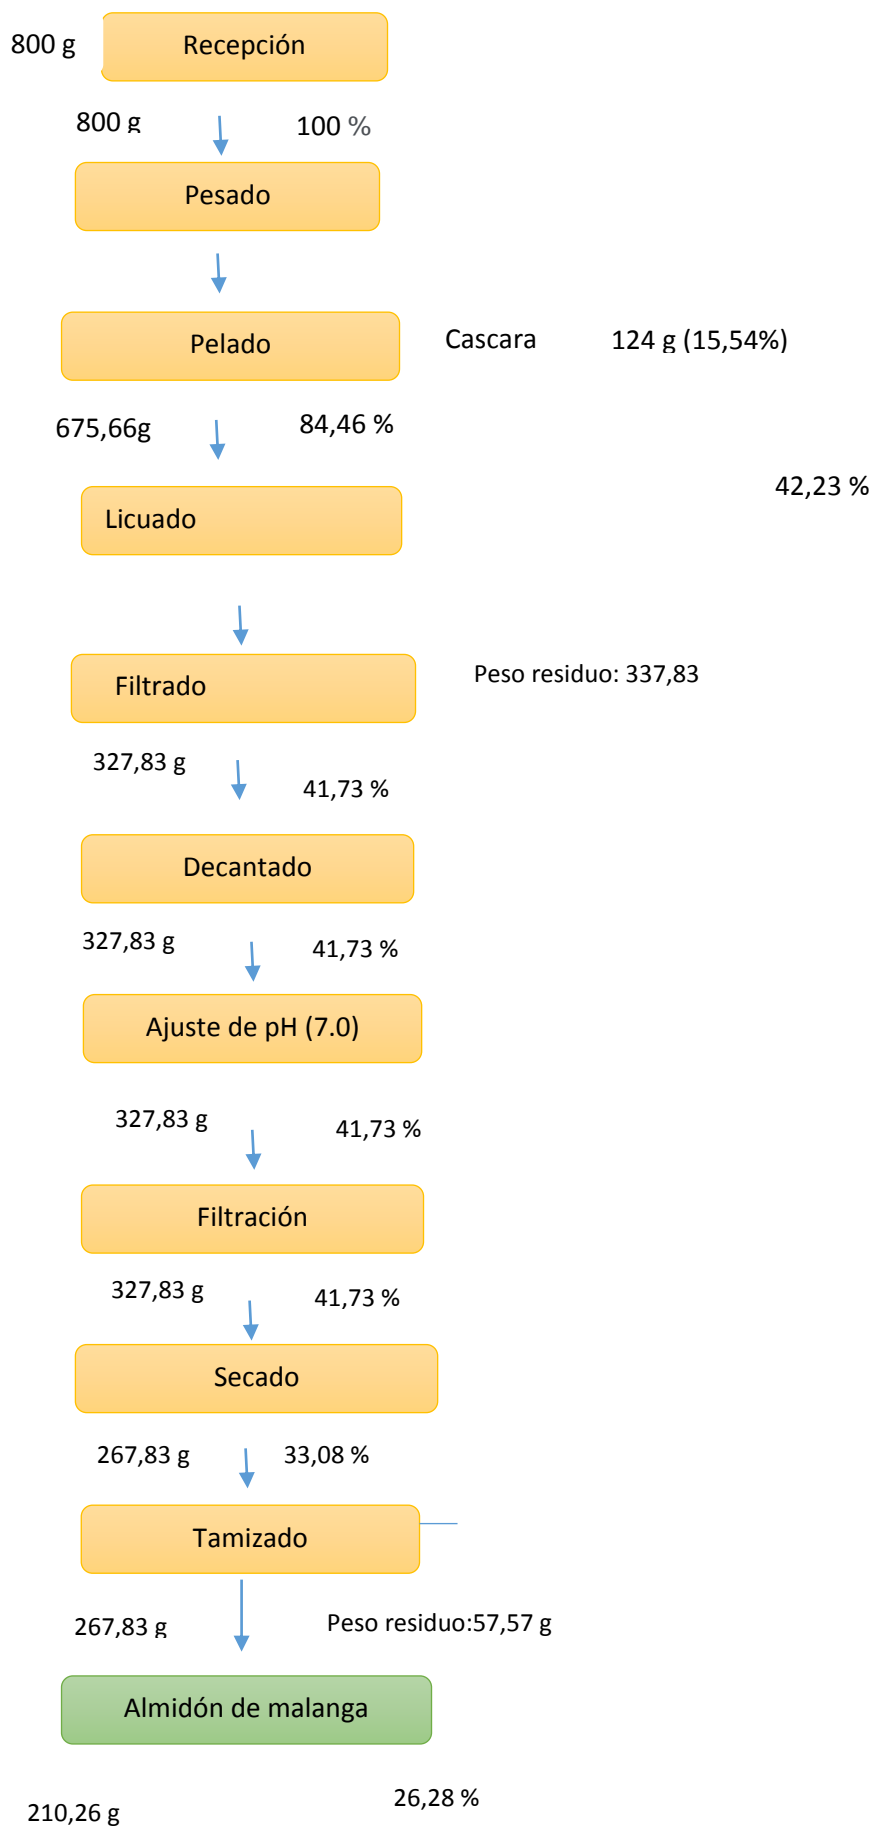 800 g
Recepción
800 g
100 %
Pesado
Pelado
Cascara
124 g (15,54%)
675,66g
84,46 %
42,23 %
Licuado
Filtrado
Peso residuo: 337,83
327,83 g
41,73 %
Decantado
327,83 g
41,73 %
Ajuste de pH (7.0)
327,83 g
41,73 %
Filtración
327,83 g
41,73 %
Secado
267,83 g
33,08 %
Tamizado
267,83 g
Peso residuo:57,57 g
Almidón de malanga
26,28 %
210,26 g